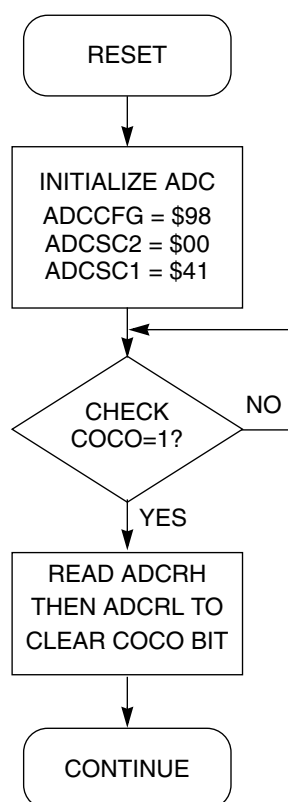 RESET
INITIALIZE ADC
ADCCFG = $98
ADCSC2 = $00
ADCSC1 = $41
CHECK
COCO=1?
NO
YES
READ ADCRH
THEN ADCRL TO
CLEAR COCO BIT
CONTINUE